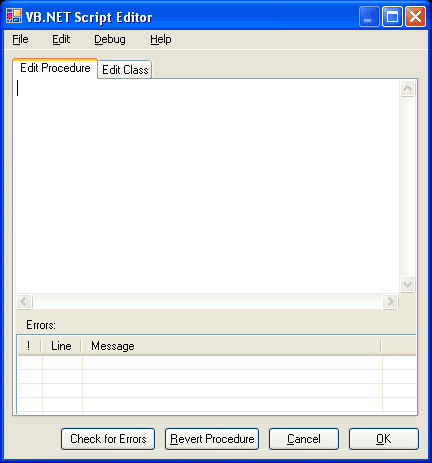 VB.NET Script Editor
File Edit Debug Help
Edit Procedure Edit Class
Errors:
! Line Message
Check for Errors Revert Procedure Cancel OK